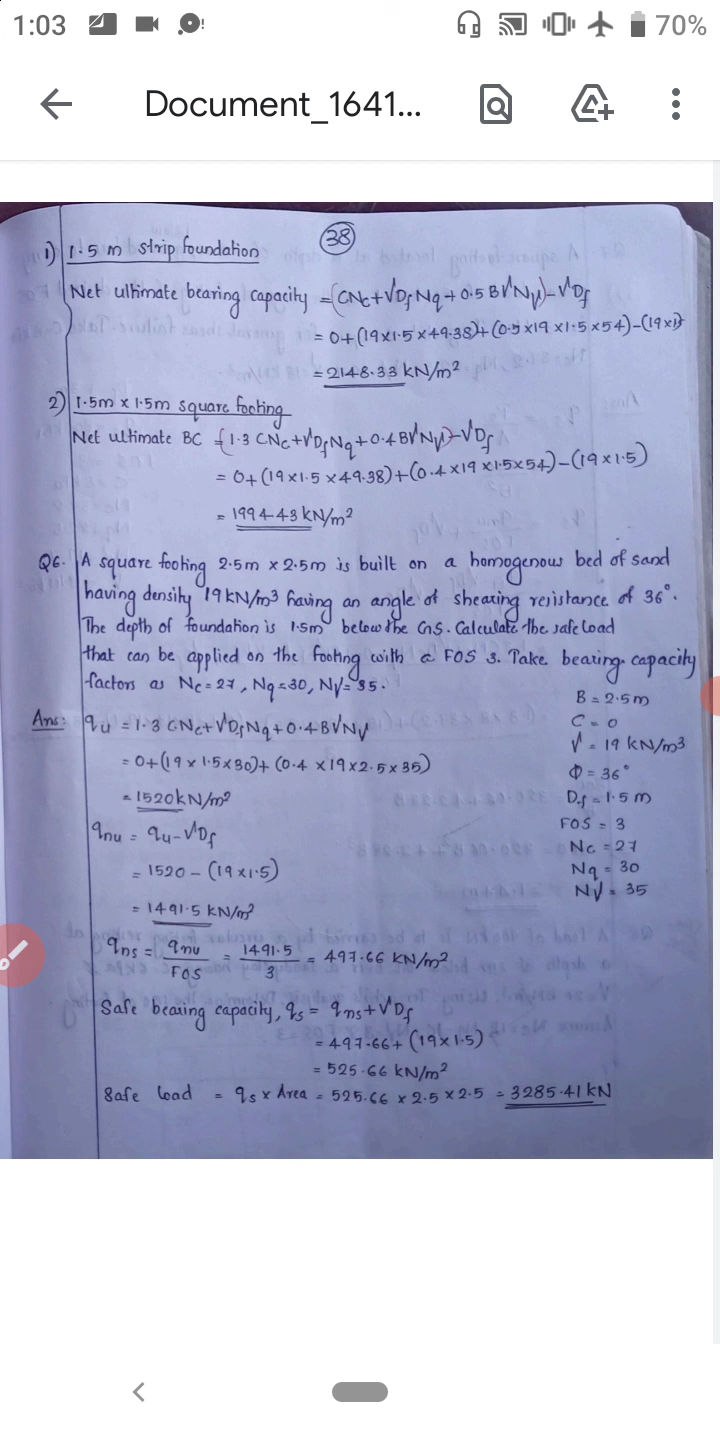 1:03
70%
Document_1641...
38
1) 1.5 m strip foundation
Net ultimate bearing capacity = (CNc + γDf Nq + 0.5 BγNγ) - γDf
= 0 + (19×1.5×49.38) + (0.5×19×1.5×54) - (19×1)
= 2148.33 kN/m²
2) 1.5m × 1.5m square footing
Net ultimate BC = (1.3 CNc + γDf Nq + 0.4 BγNγ) - γDf
= 0 + (19×1.5×49.38) + (0.4×19×1.5×54) - (19×1.5)
= 1994.43 kN/m²
Q6. A square footing 2.5m × 2.5m is built on a homogenous bed of sand
having density 19 kN/m³ having an angle of shearing resistance of 36°.
The depth of foundation is 1.5m below the GS. Calculate the safe load
that can be applied on the footing with a FOS 3. Take bearing capacity
factors as Nc = 27, Nq = 30, Nγ = 35.
Ans: qu = 1.3 CNc + γDf Nq + 0.4 BγNγ
= 0 + (19×1.5×30) + (0.4×19×2.5×35)
= 1520 kN/m²
qnu = qu - γDf
= 1520 - (19×1.5)
= 1491.5 kN/m²
B = 2.5m
C = 0
γ = 19 kN/m³
Φ = 36°
Df = 1.5 m
FOS = 3
Nc = 27
Nq = 30
Nγ = 35
qns = qnu/FOS = 1491.5/3 = 497.66 kN/m²
Safe bearing capacity, qs = qns + γDf
= 497.66 + (19×1.5)
= 525.66 kN/m²
Safe load = qs × Area = 525.66 × 2.5 × 2.5 = 3285.41 kN